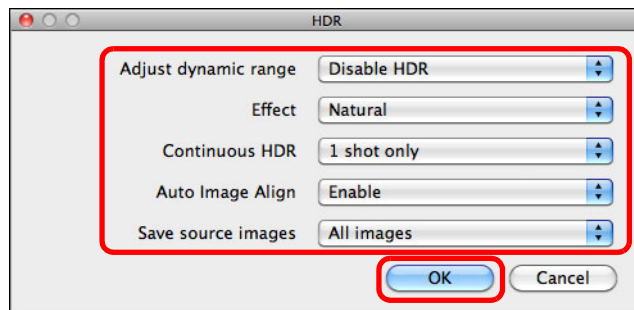 HDR
Adjust dynamic range Disable HDR
Effect Natural
Continuous HDR 1 shot only
Auto Image Align Enable
Save source images All images
OK Cancel